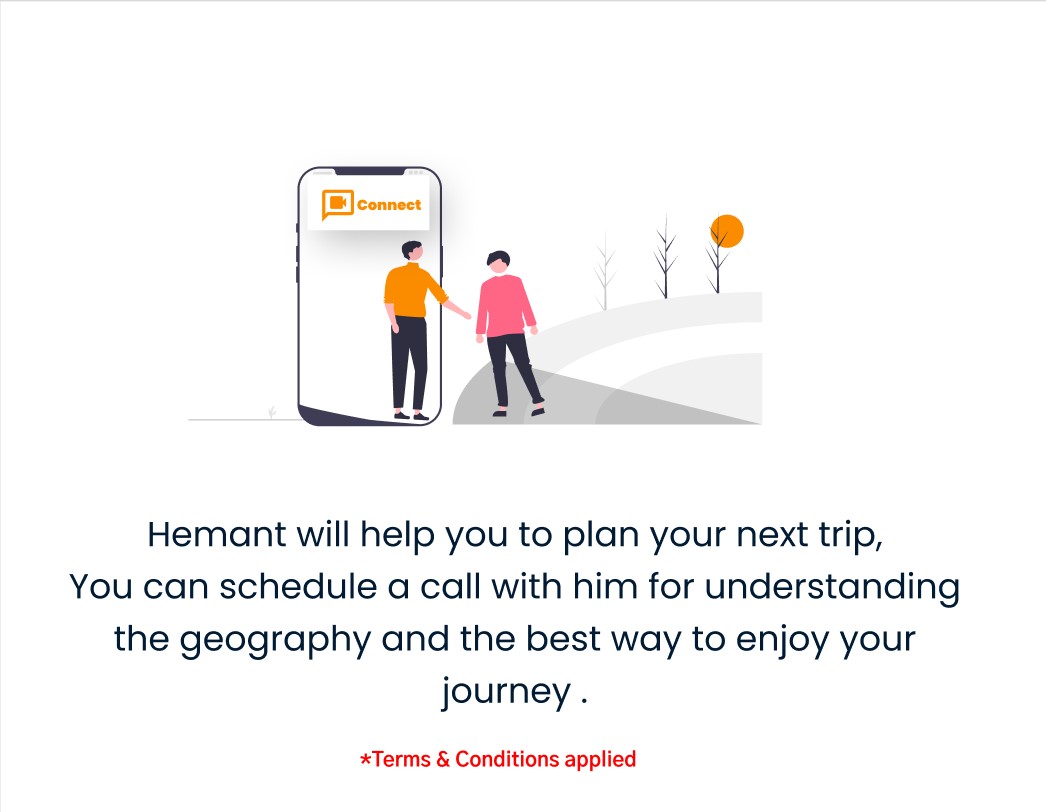 Connect
Hemant will help you to plan your next trip,
You can schedule a call with him for understanding
the geography and the best way to enjoy your
journey .
*Terms & Conditions applied